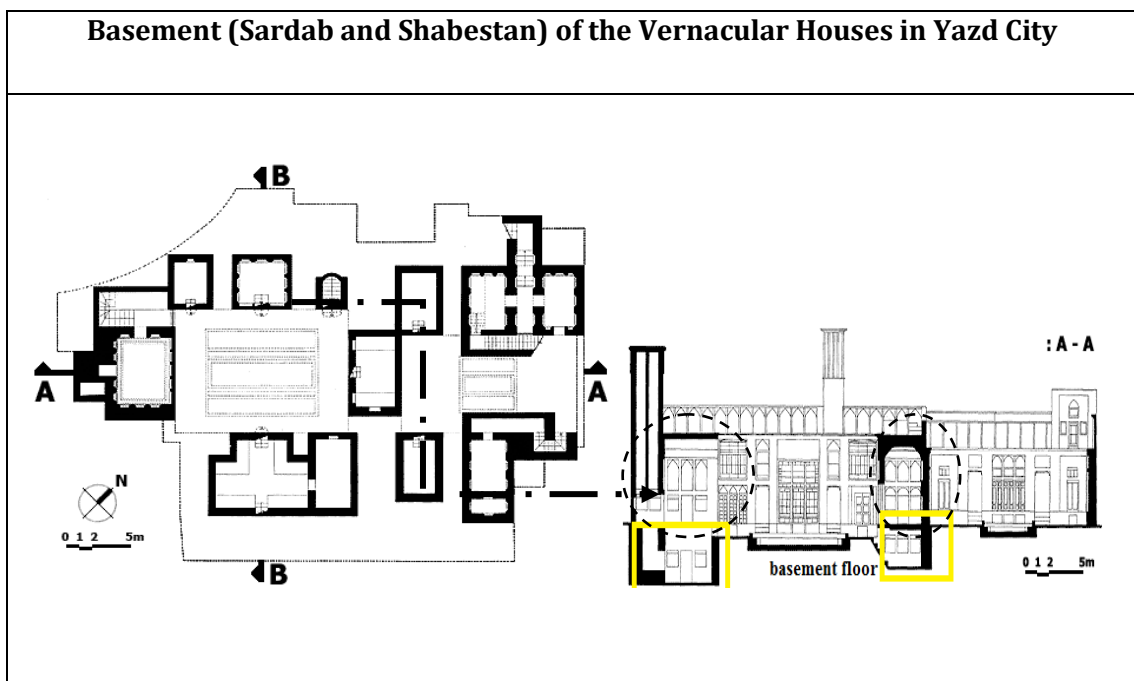 Basement (Sardab and Shabestan) of the Vernacular Houses in Yazd City
B
A
A
N
0 1 2 5m
B
: A - A
basement floor
0 1 2 5m